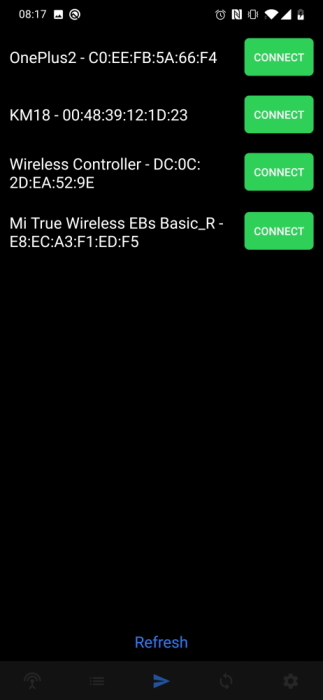 08:17
OnePlus2 - C0:EE:FB:5A:66:F4
CONNECT
KM18 - 00:48:39:12:1D:23
CONNECT
Wireless Controller - DC:0C:
2D:EA:52:9E
CONNECT
Mi True Wireless EBs Basic_R -
E8:EC:A3:F1:ED:F5
CONNECT
Refresh